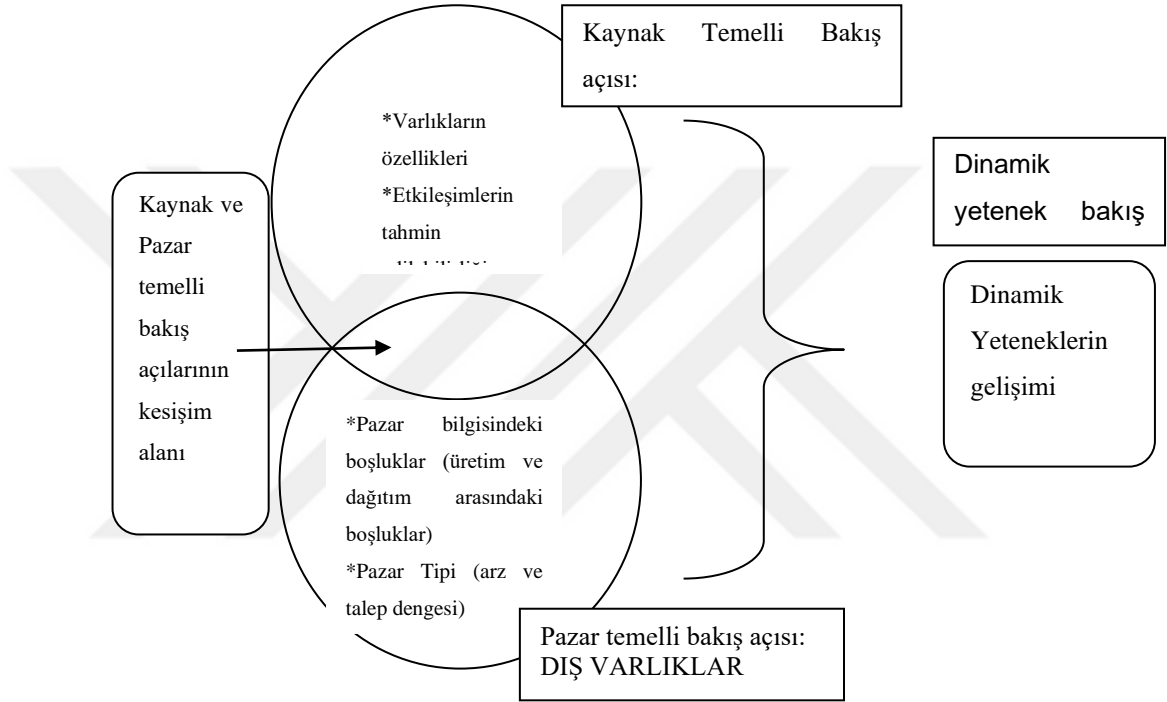 Kaynak Temelli Bakış
açısı:
*Varlıkların
özellikleri
*Etkileşimlerin
tahmin
Kaynak ve
Pazar
temelli
bakış
açılarının
kesişim
alanı
Dinamik
yetenek bakış
Dinamik
Yeteneklerin
gelişimi
*Pazar bilgisindeki
boşluklar (üretim ve
dağıtım arasındaki
boşluklar)
*Pazar Tipi (arz ve
talep dengesi)
Pazar temelli bakış açısı:
DIŞ VARLIKLAR